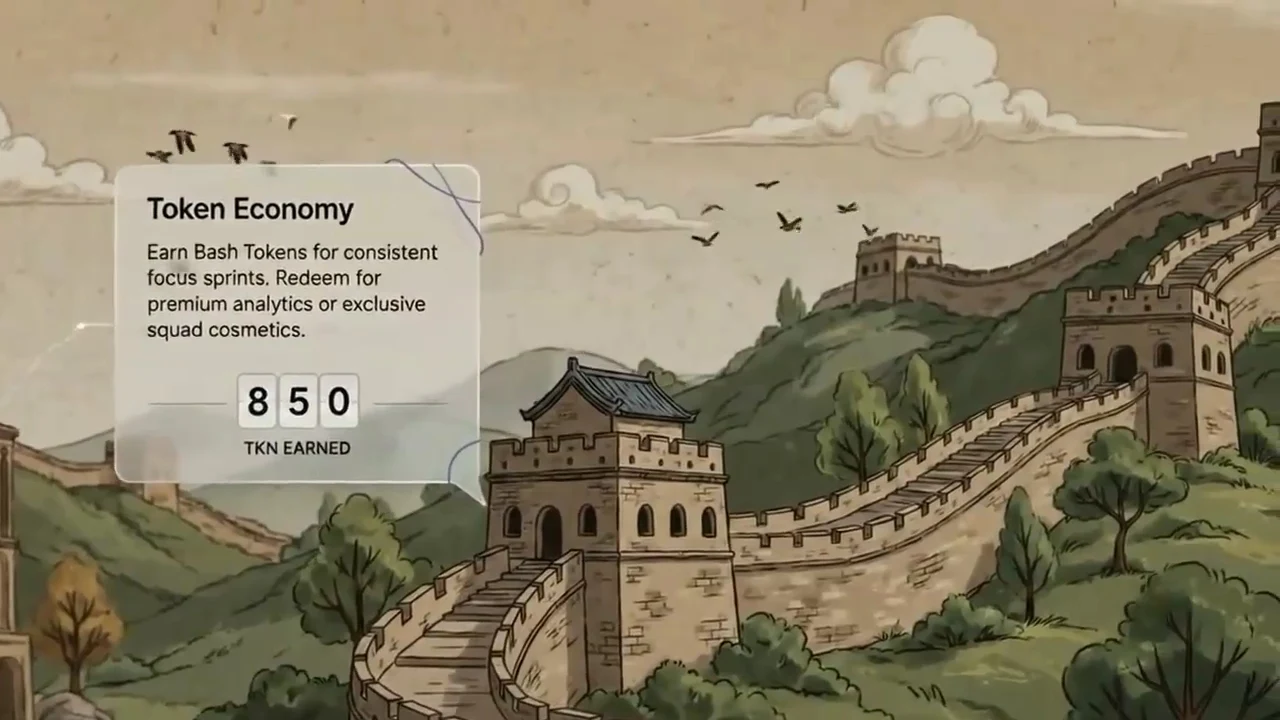 Token Economy
Earn Bash Tokens for consistent
focus sprints. Redeem for
premium analytics or exclusive
squad cosmetics.
850
TKN EARNED